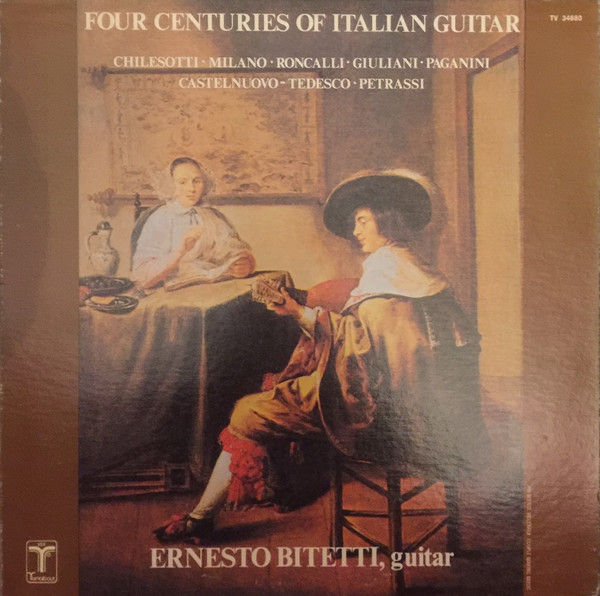 TV 34680
FOUR CENTURIES OF ITALIAN GUITAR
CHILESOTTI · MILANO · RONCALLI · GIULIANI · PAGANINI
CASTELNUOVO - TEDESCO · PETRASSI
ERNESTO BITETTI, guitar
VOX
Turnabout